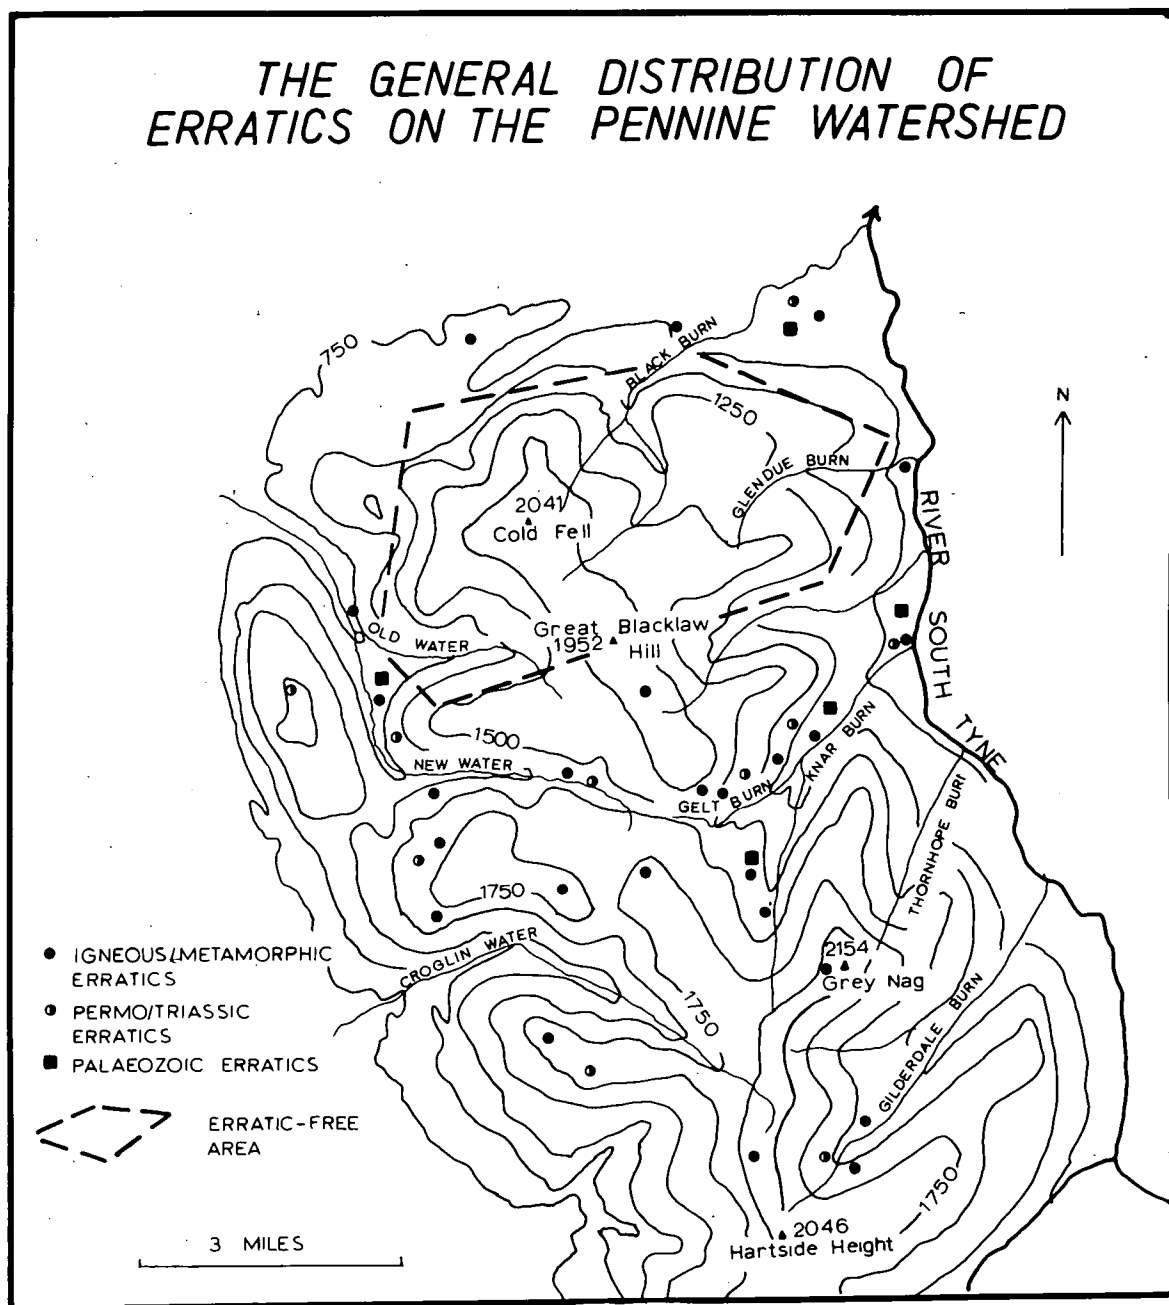 THE GENERAL DISTRIBUTION OF
ERRATICS ON THE PENNINE WATERSHED
750
BLACK BURN
1250
N
GLENDUE BURN
2041
Cold Fell
RIVER SOUTH TYNE
OLD WATER
Great Blacklaw
1952 Hill
1500
NEW WATER
GELT BURN
KNAR BURN
THORNHOPE BURI
1750
CROGLIN WATER
2154
Grey Nag
1750
GILDERDALE BURN
1750
2046
Hartside Height
IGNEOUS/METAMORPHIC
ERRATICS
PERMO/TRIASSIC
ERRATICS
PALAEOZOIC ERRATICS
ERRATIC-FREE
AREA
3 MILES